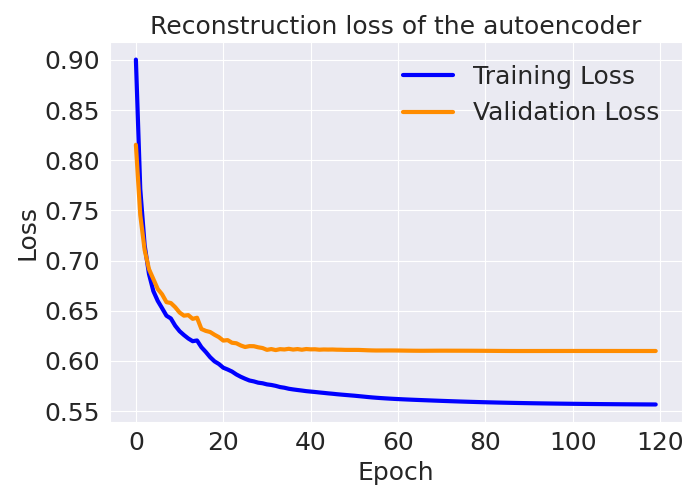 Reconstruction loss of the autoencoder
0.90
0.85
0.80
0.75
0.70
0.65
0.60
0.55
Loss
Training Loss
Validation Loss
0 20 40 60 80 100 120
Epoch